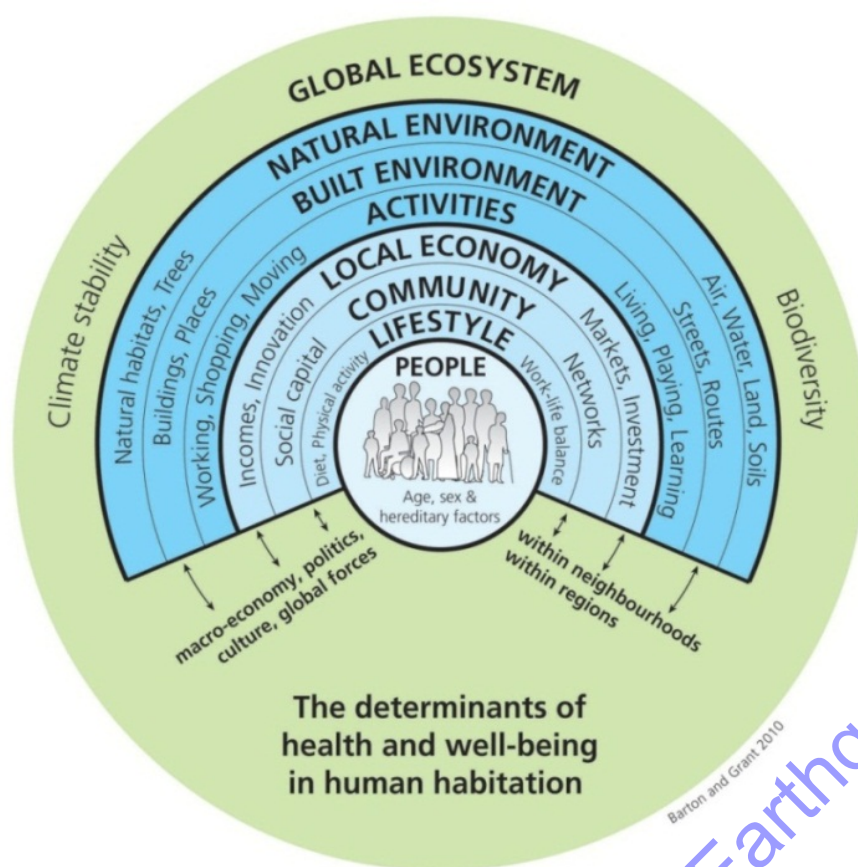 GLOBAL ECOSYSTEM
NATURAL ENVIRONMENT
BUILT ENVIRONMENT
ACTIVITIES
LOCAL ECONOMY
COMMUNITY
LIFESTYLE
PEOPLE
Age, sex &
hereditary factors
Climate stability
Natural habitats, Trees
Buildings, Places
Working, Shopping, Moving
Incomes, Innovation
Social capital
Diet, Physical activity
Work-life balance
Networks
Markets, Investment
Living, Playing, Learning
Streets, Routes
Air, Water, Land, Soils
Biodiversity
macro-economy, politics,
culture, global forces
within neighbourhoods
within regions
The determinants of
health and well-being
in human habitation
Barton and Grant 2010